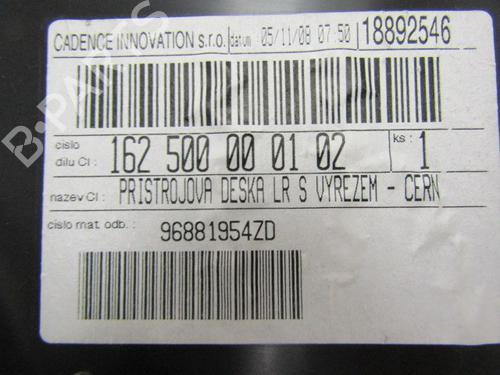 CADENCE INNOVATION s.r.o. datum 05/11/08 07:50 18892546
cislo
dilu CI : 162 500 00 01 02 ks : 1
nazev CI : PRISTROJOVA DESKA LR S VYREZEM - CERN
cislo mat. odb. : 96881954ZD
B-PARTS